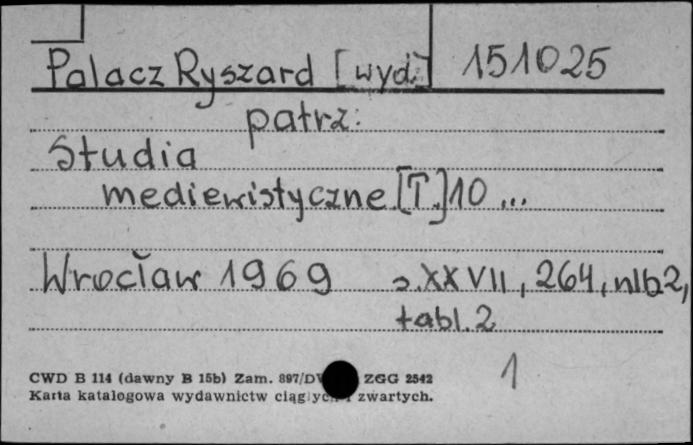 Palacz Ryszard [wyd.] 151025
patrz:
Studia
mediewistyczne [T.] 10 ...
Wrocław 1969 s. XXVII, 264, nlb 2,
tabl. 2
1
CWD B 114 (dawny B 15b) Zam. 897/D ZGG 2542
Karta katalogowa wydawnictw ciągłych i zwartych.